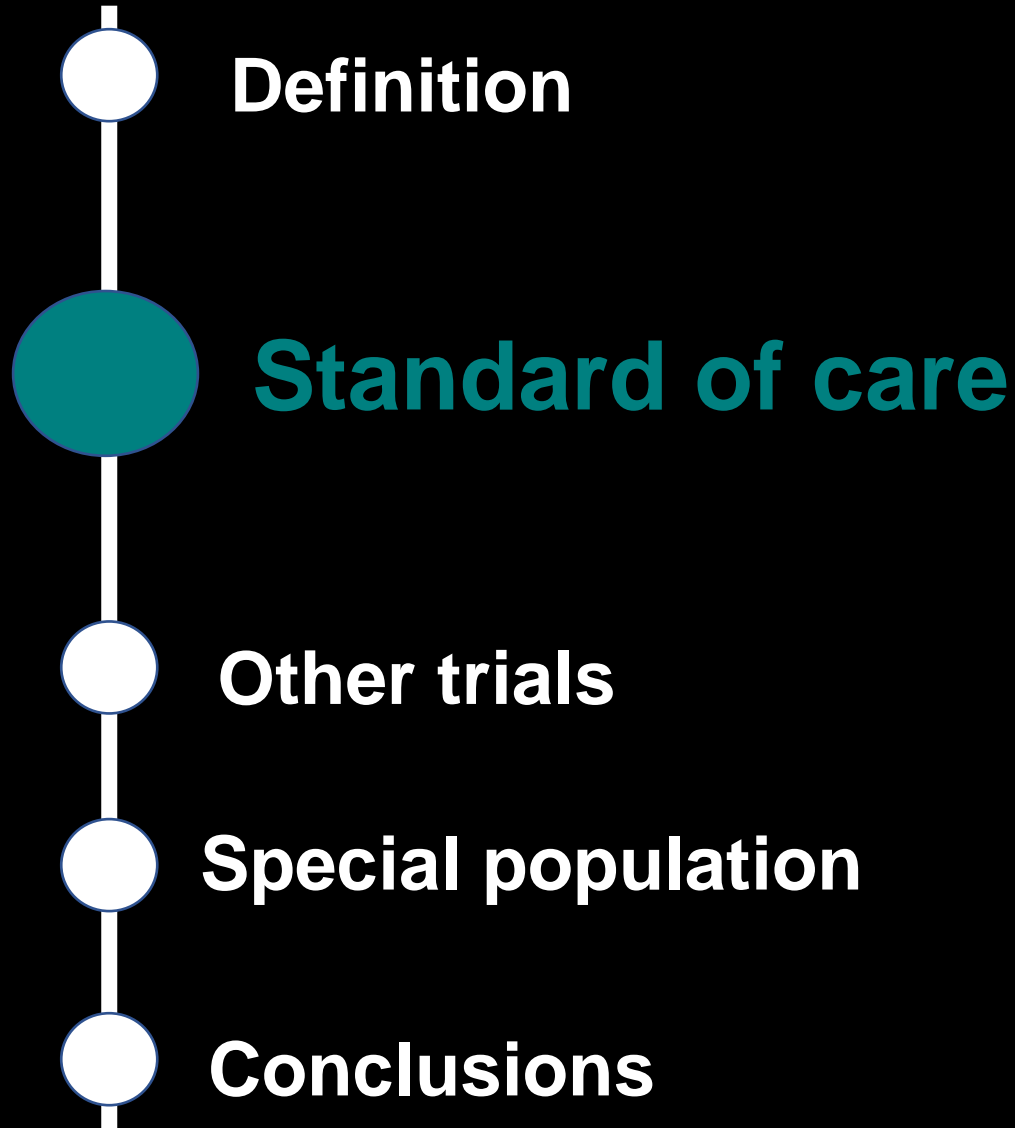 Definition
Standard of care
Other trials
Special population
Conclusions